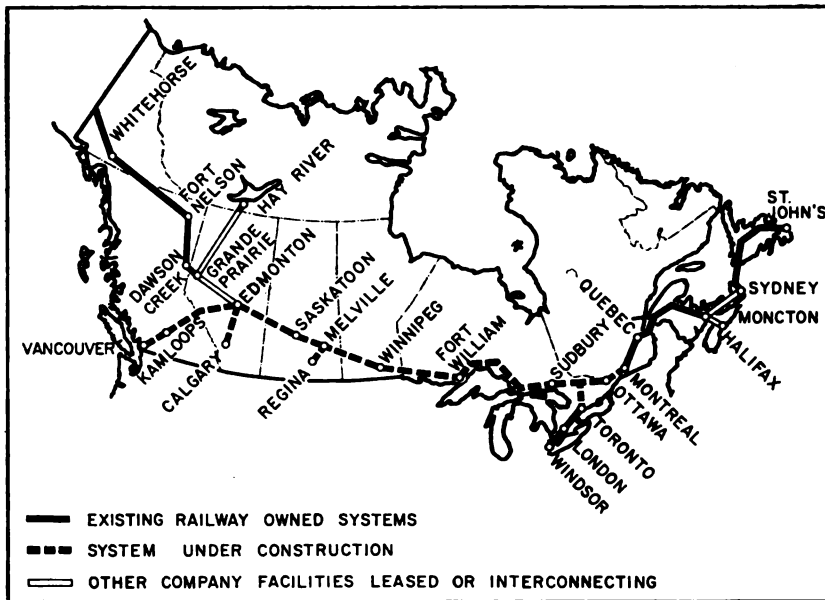 WHITEHORSE
FORT
NELSON
HAY RIVER
DAWSON
CREEK
GRANDE
PRAIRIE
EDMONTON
SASKATOON
MELVILLE
WINNIPEG
FORT
WILLIAM
VANCOUVER
KAMLOOPS
CALGARY
REGINA
SUDBURY
QUEBEC
ST.
JOHN'S
SYDNEY
MONCTON
HALIFAX
MONTREAL
OTTAWA
TORONTO
LONDON
WINDSOR
EXISTING RAILWAY OWNED SYSTEMS
SYSTEM UNDER CONSTRUCTION
OTHER COMPANY FACILITIES LEASED OR INTERCONNECTING